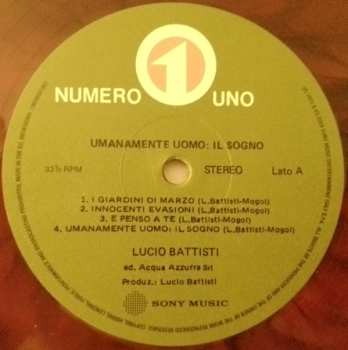 NUMERO 1 UNO
UMANAMENTE UOMO: IL SOGNO
33⅓ RPM STEREO Lato A
1. I GIARDINI DI MARZO (L.Battisti-Mogol)
2. INNOCENTI EVASIONI (L.Battisti-Mogol)
3. E PENSO A TE (L.Battisti-Mogol)
4. UMANAMENTE UOMO: IL SOGNO (L.Battisti-Mogol)
LUCIO BATTISTI
ed. Acqua Azzurra Srl
Produz.: Lucio Battisti
SONY MUSIC